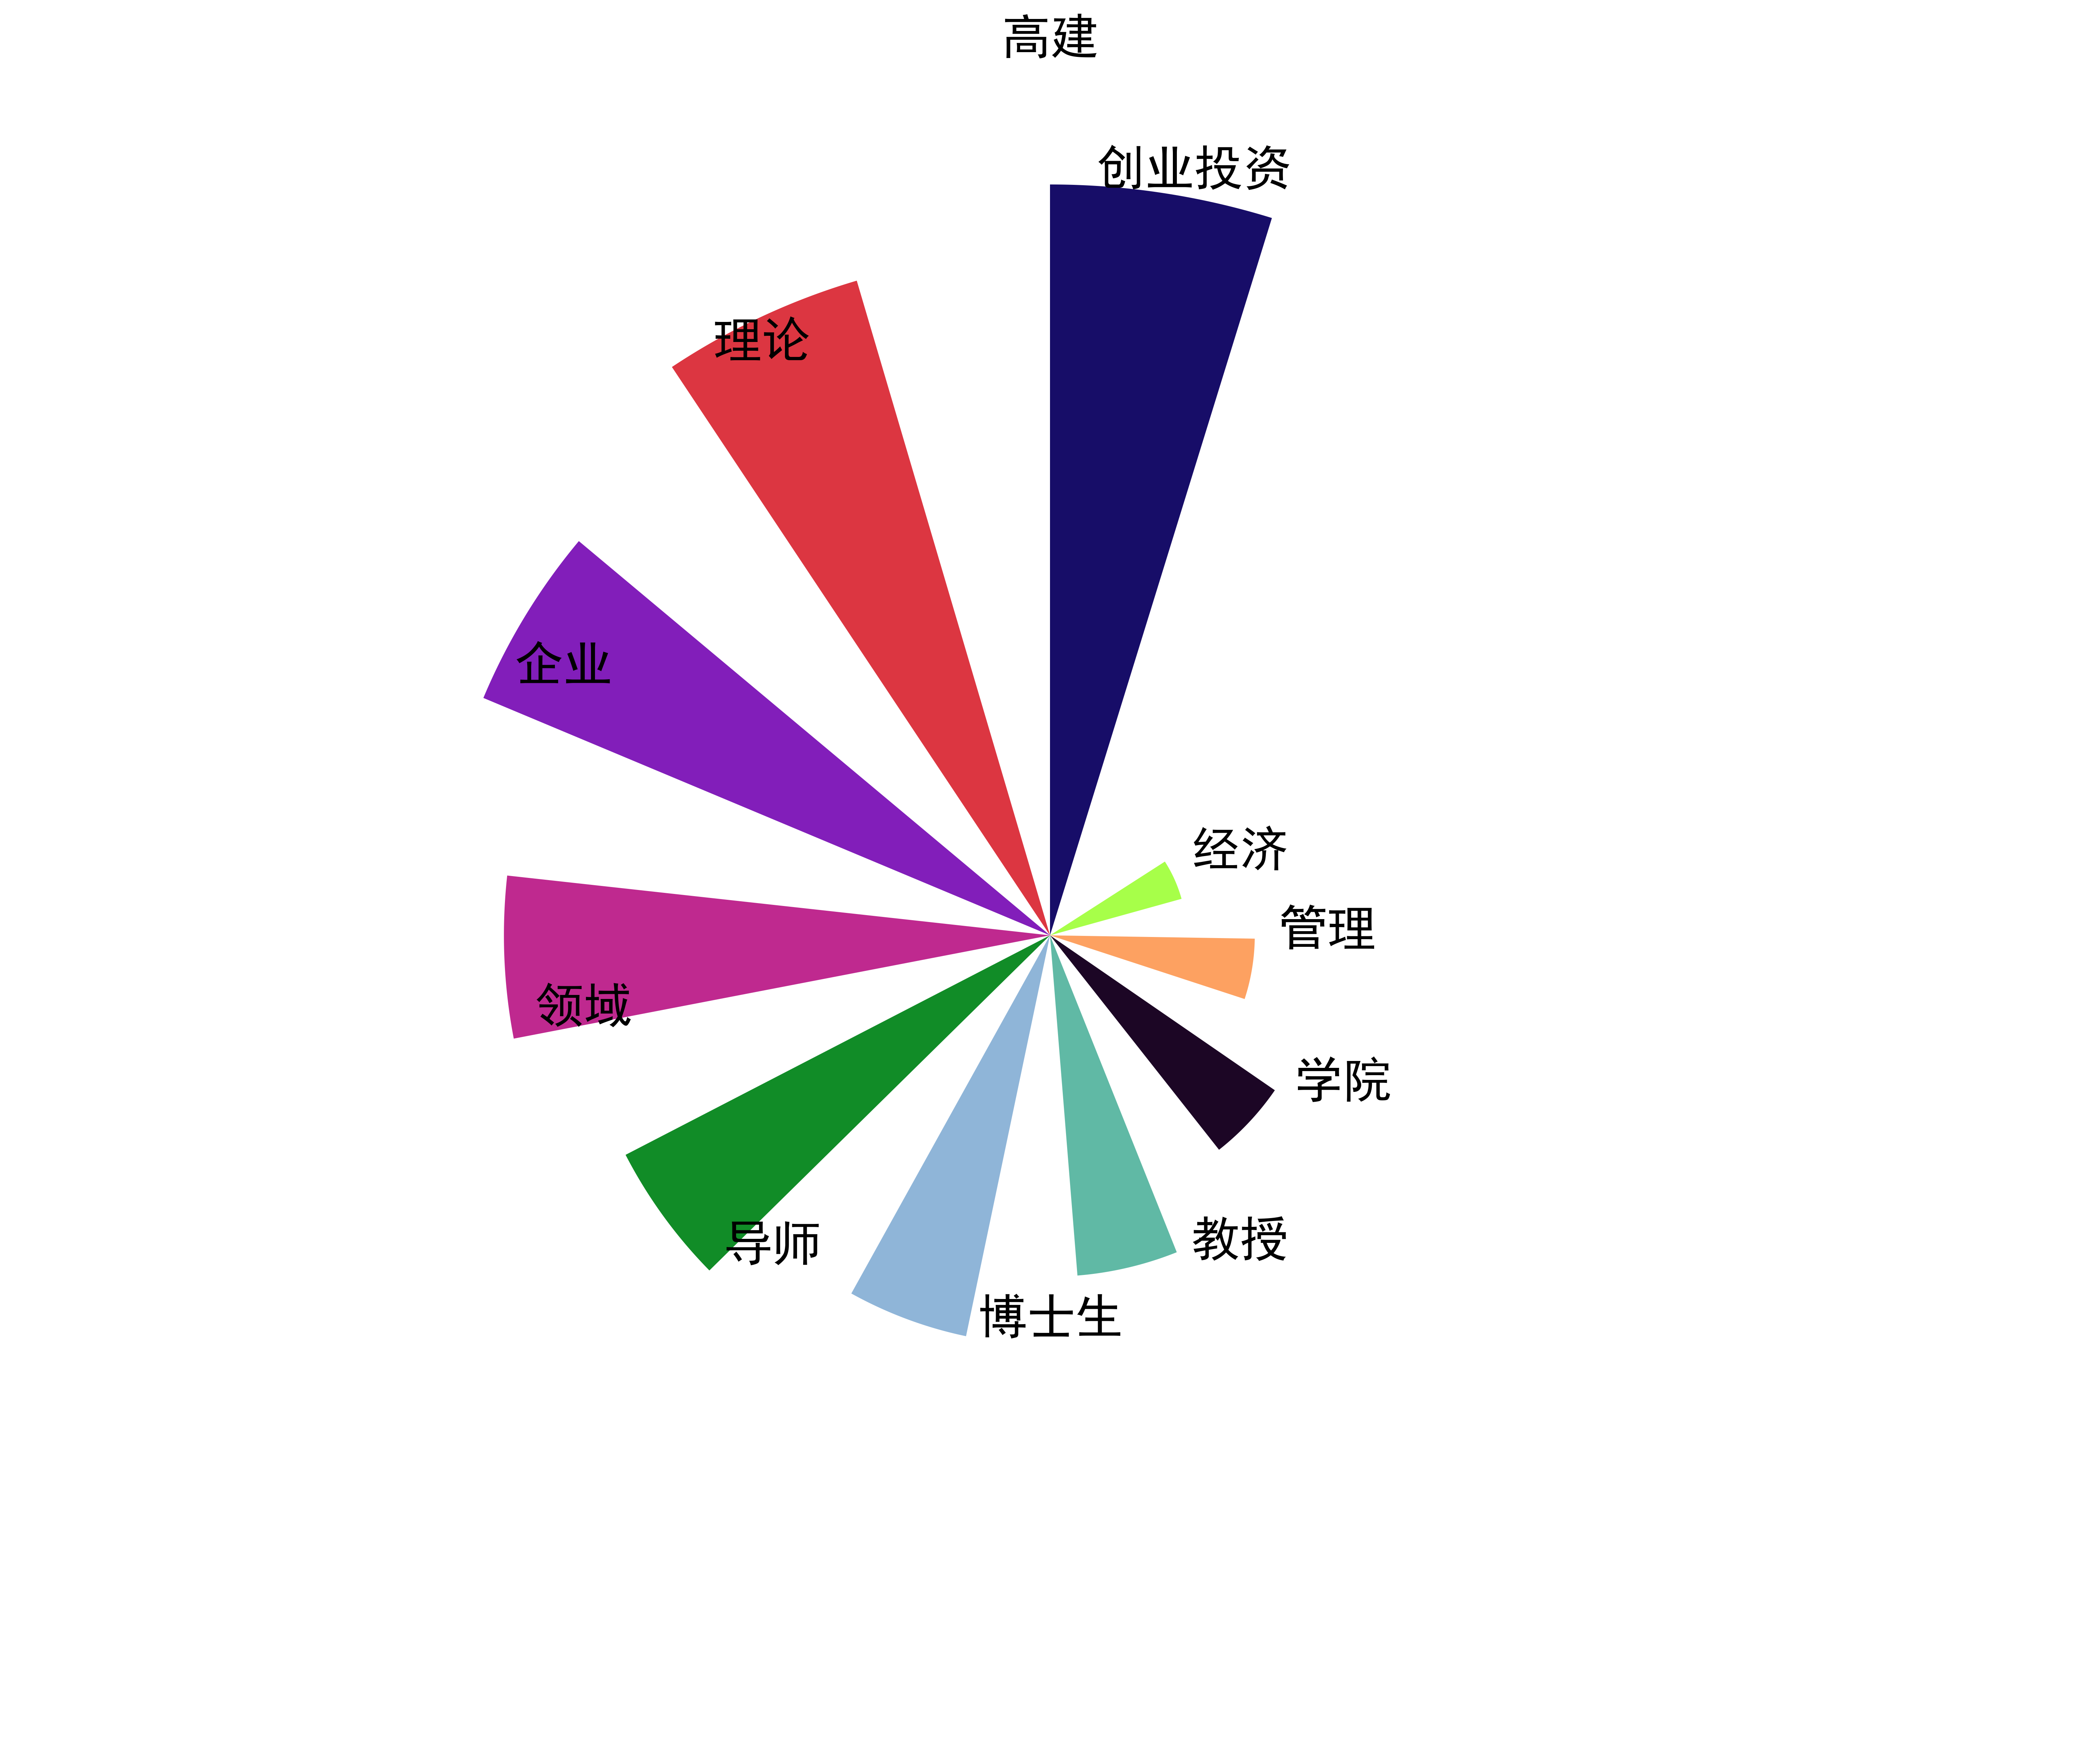 高建
创业投资
理论
企业
经济
管理
领域
学院
导师
教授
博士生